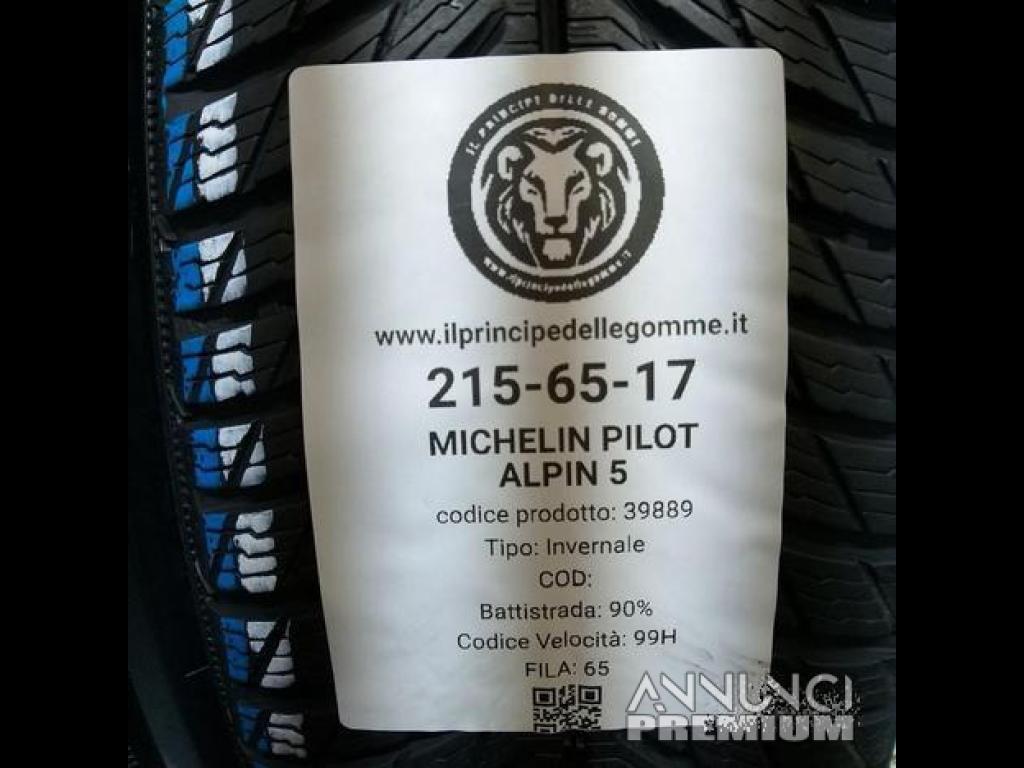 IL PRINCIPE DELLE GOMME
www.ilprincipedellegomme.it
www.ilprincipedellegomme.it
215-65-17
MICHELIN PILOT
ALPIN 5
codice prodotto: 39889
Tipo: Invernale
COD:
Battistrada: 90%
Codice Velocità: 99H
FILA: 65
ANNUNCI
PREMIUM